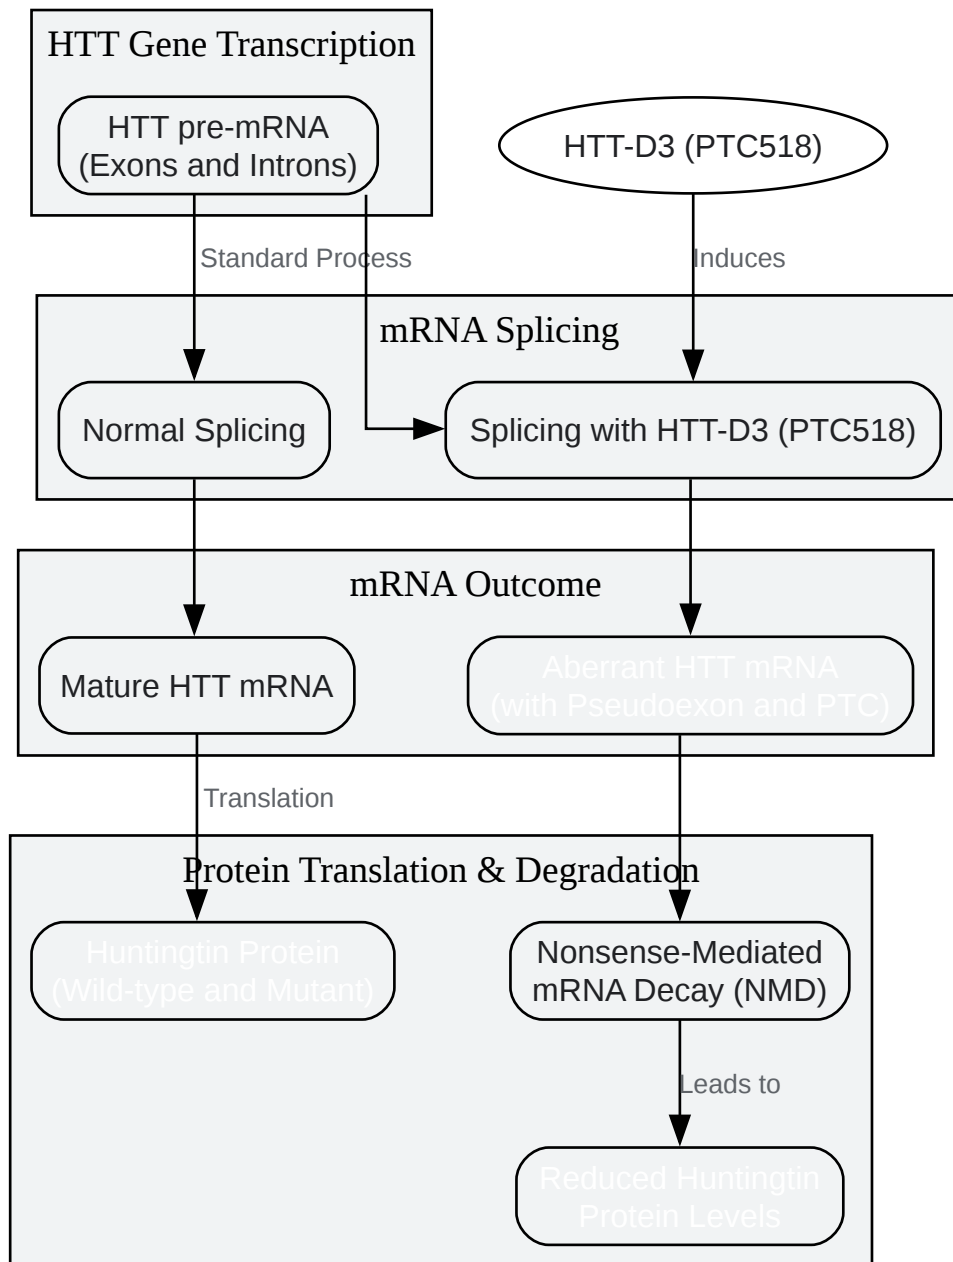 HTT Gene Transcription
HTT pre-mRNA
(Exons and Introns)
HTT-D3 (PTC518)
Standard Process
Induces
mRNA Splicing
Normal Splicing
Splicing with HTT-D3 (PTC518)
mRNA Outcome
Mature HTT mRNA
Aberrant HTT mRNA
(with Pseudoexon and PTC)
Translation
Protein Translation & Degradation
Huntingtin Protein
(Wild-type and Mutant)
Nonsense-Mediated
mRNA Decay (NMD)
Leads to
Reduced Huntingtin
Protein Levels